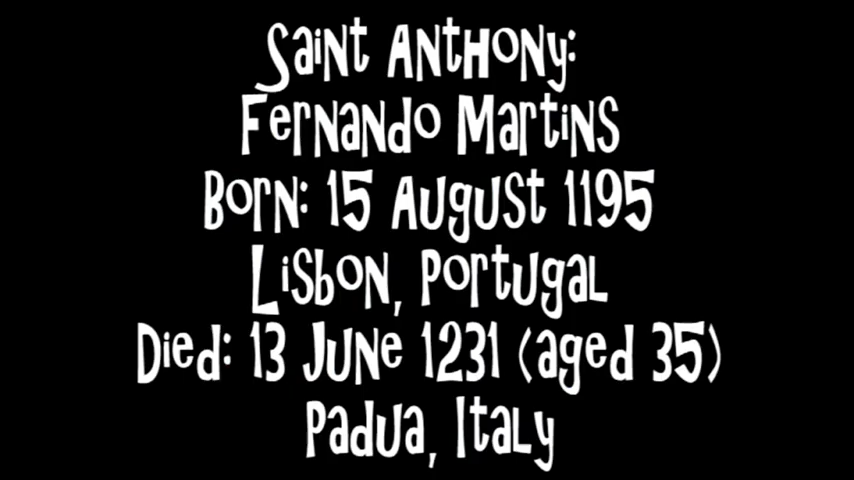 Saint Anthony:
Fernando Martins
Born: 15 August 1195
Lisbon, Portugal
Died: 13 June 1231 (aged 35)
Padua, Italy